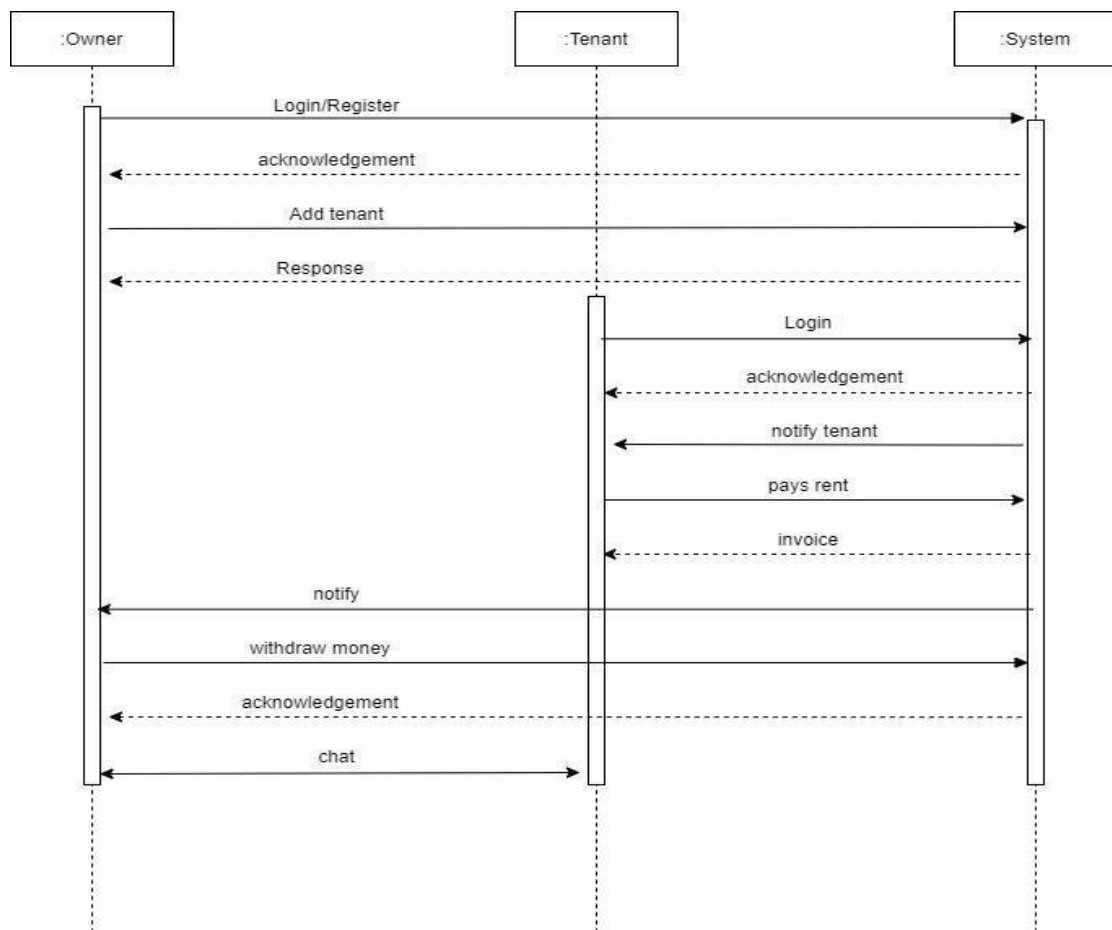 :Owner
:Tenant
:System
Login/Register
acknowledgement
Add tenant
Response
Login
acknowledgement
notify tenant
pays rent
invoice
notify
withdraw money
acknowledgement
chat